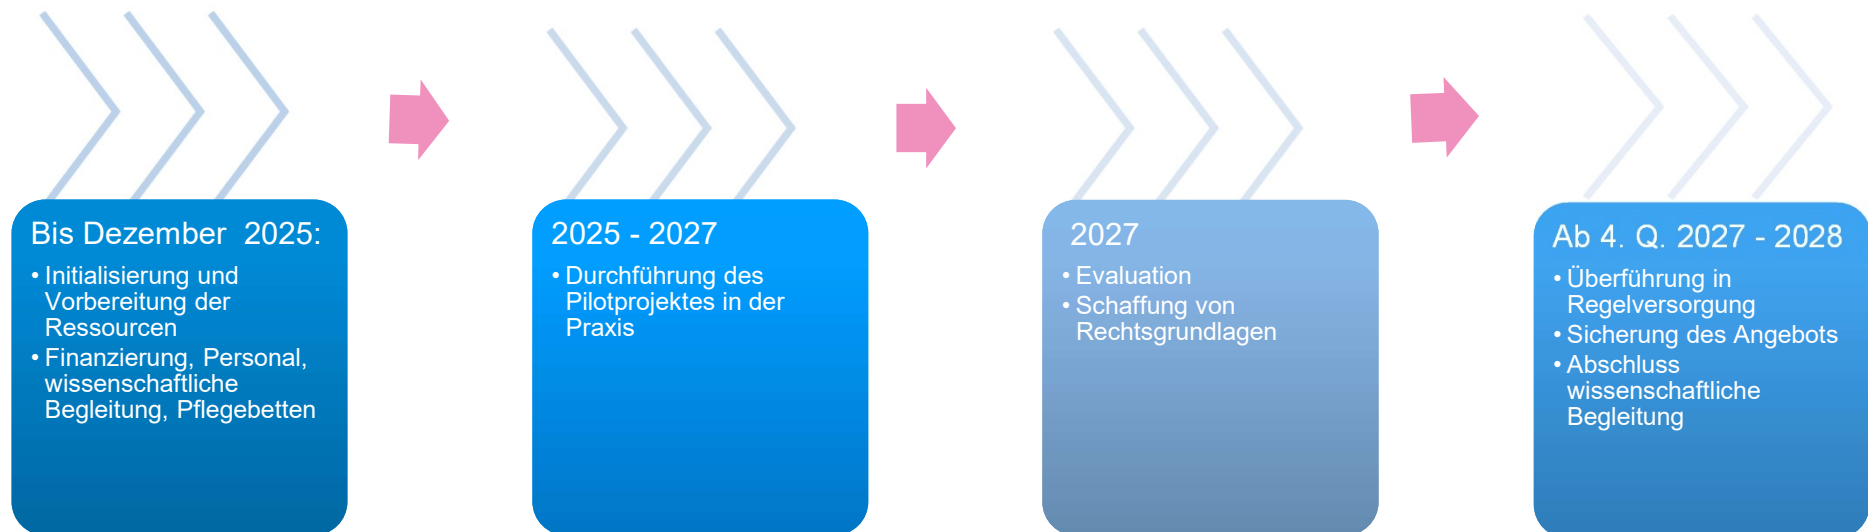 Bis Dezember  2025:
• Initialisierung und
Vorbereitung der
Ressourcen
• Finanzierung, Personal,
wissenschaftliche
Begleitung, Pflegebetten
2025 - 2027
• Durchführung des
Pilotprojektes in der
Praxis
2027
• Evaluation
• Schaffung von
Rechtsgrundlagen
Ab 4. Q. 2027 - 2028
• Überführung in
Regelversorgung
• Sicherung des Angebots
• Abschluss
wissenschaftliche
Begleitung